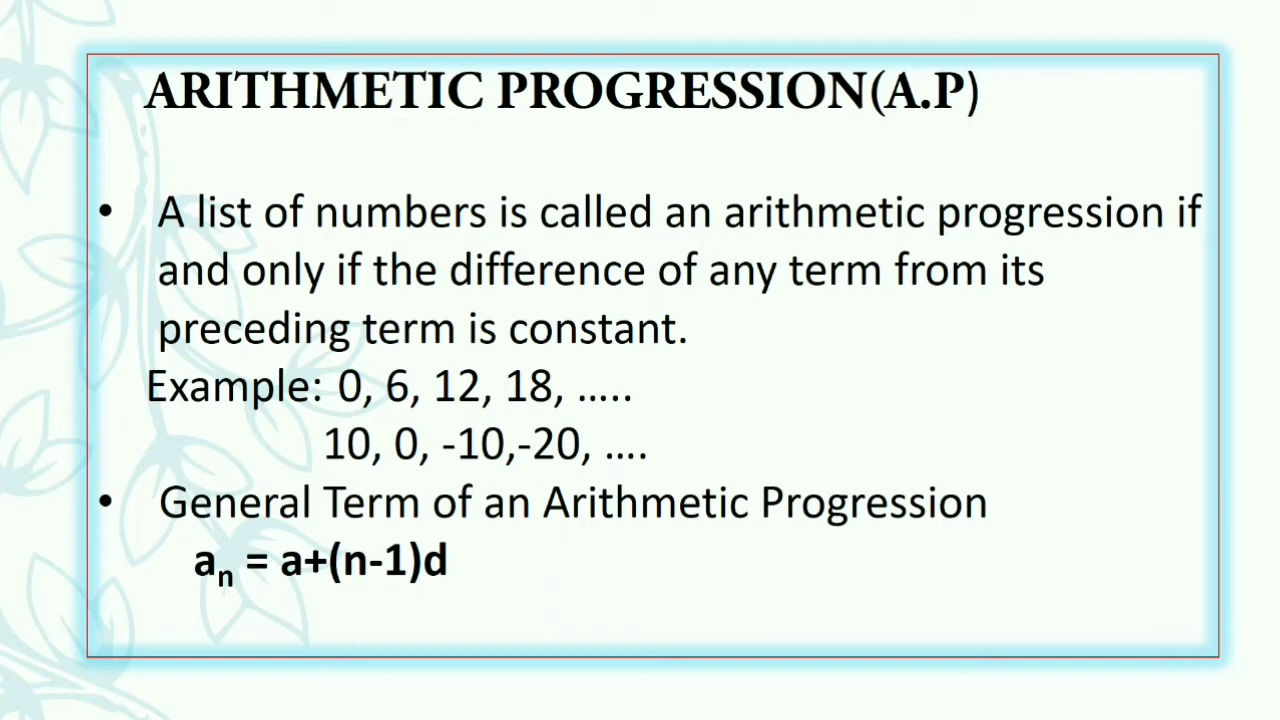 ARITHMETIC PROGRESSION(A.P)
• A list of numbers is called an arithmetic progression if
and only if the difference of any term from its
preceding term is constant.
Example: 0, 6, 12, 18, .....
10, 0, -10,-20, ....
• General Term of an Arithmetic Progression
aₙ = a+(n-1)d